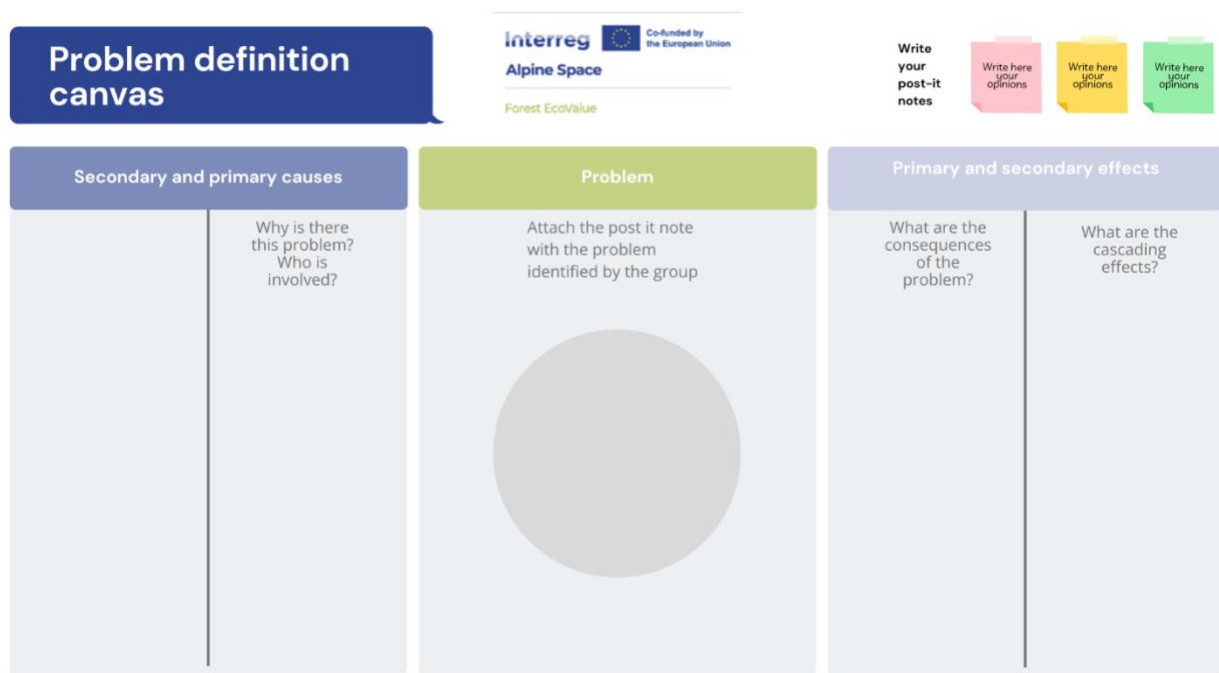 Problem definition
canvas
Interreg
Co-funded by
the European Union
Alpine Space
Forest EcoValue
Write
your
post-it
notes
Write here
your
opinions
Write here
your
opinions
Write here
your
opinions
Secondary and primary causes
Why is there
this problem?
Who is
involved?
Problem
Attach the post it note
with the problem
identified by the group
Primary and secondary effects
What are the
consequences
of the
problem?
What are the
cascading
effects?